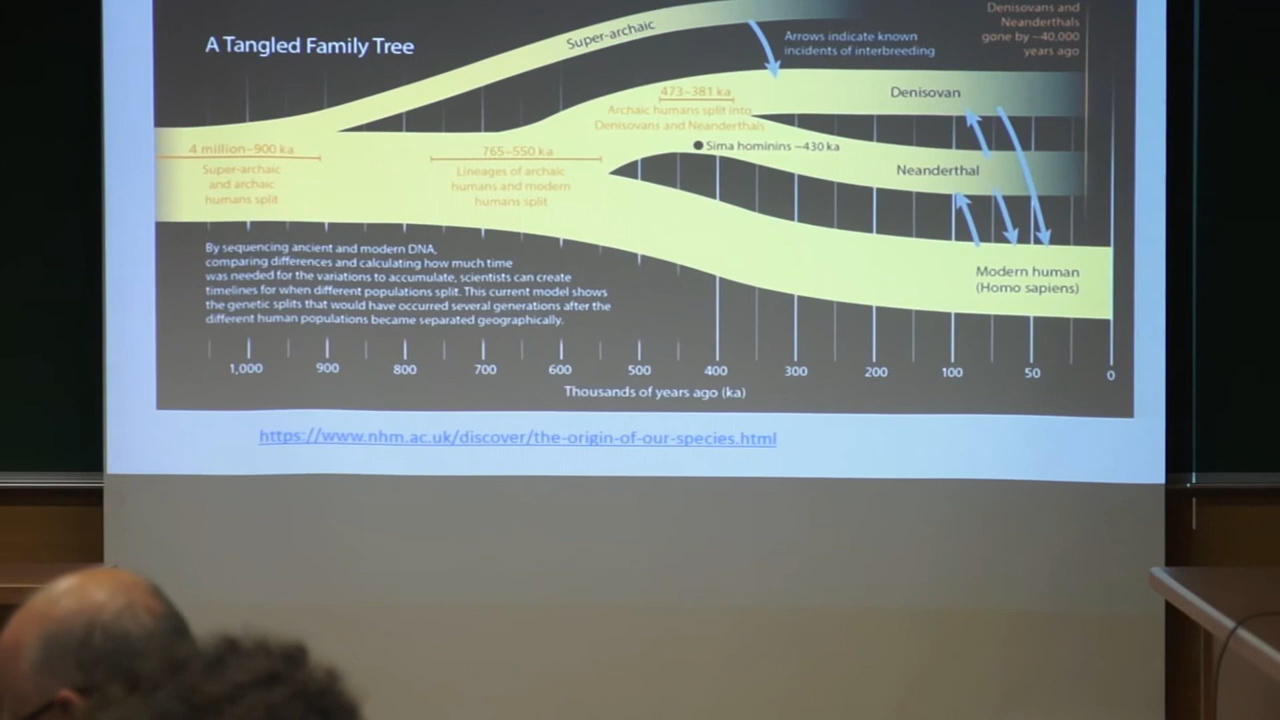 Denisovans and
Neanderthals
gone by ~40,000
years ago
A Tangled Family Tree
Super-archaic
Arrows indicate known
incidents of interbreeding
473–381 ka
Archaic humans split into
Denisovans and Neanderthals
Denisovan
4 million–900 ka
Super-archaic
and archaic
humans split
765–550 ka
Lineages of archaic
humans and modern
humans split
Sima hominins ~430 ka
Neanderthal
By sequencing ancient and modern DNA,
comparing differences and calculating how much time
was needed for the variations to accumulate, scientists can create
timelines for when different populations split. This current model shows
the genetic splits that would have occurred several generations after the
different human populations became separated geographically.
Modern human
(Homo sapiens)
1,000 900 800 700 600 500 400 300 200 100 50 0
Thousands of years ago (ka)
https://www.nhm.ac.uk/discover/the-origin-of-our-species.html